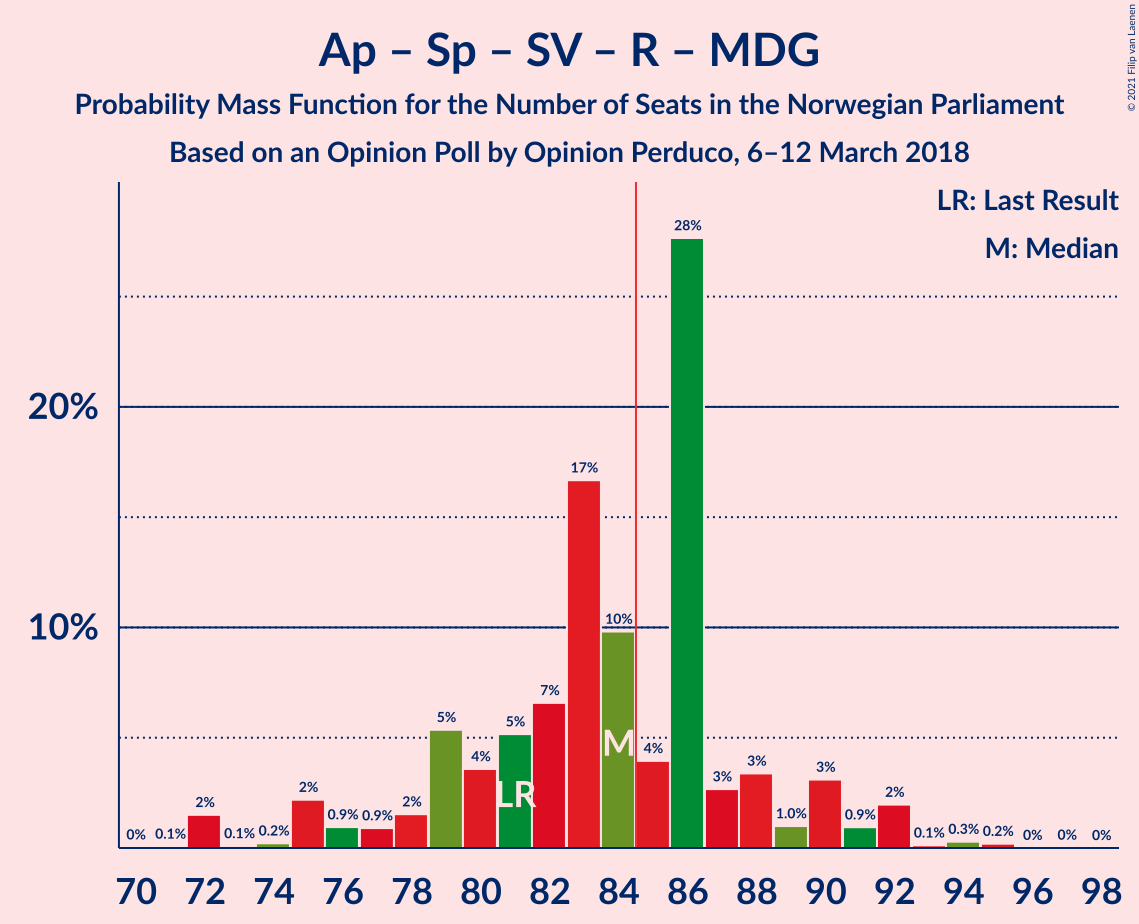 Ap – Sp – SV – R – MDG
Probability Mass Function for the Number of Seats in the Norwegian Parliament
Based on an Opinion Poll by Opinion Perduco, 6–12 March 2018
© 2021 Filip van Laenen
LR: Last Result
M: Median
20%
10%
0% 0.1% 2% 0.1% 0.2% 2% 0.9% 0.9% 2% 5% 4% 5% 7% 17% 10% 4% 28% 3% 3% 1.0% 3% 0.9% 2% 0.1% 0.3% 0.2% 0% 0% 0%
LR
M
70 72 74 76 78 80 82 84 86 88 90 92 94 96 98